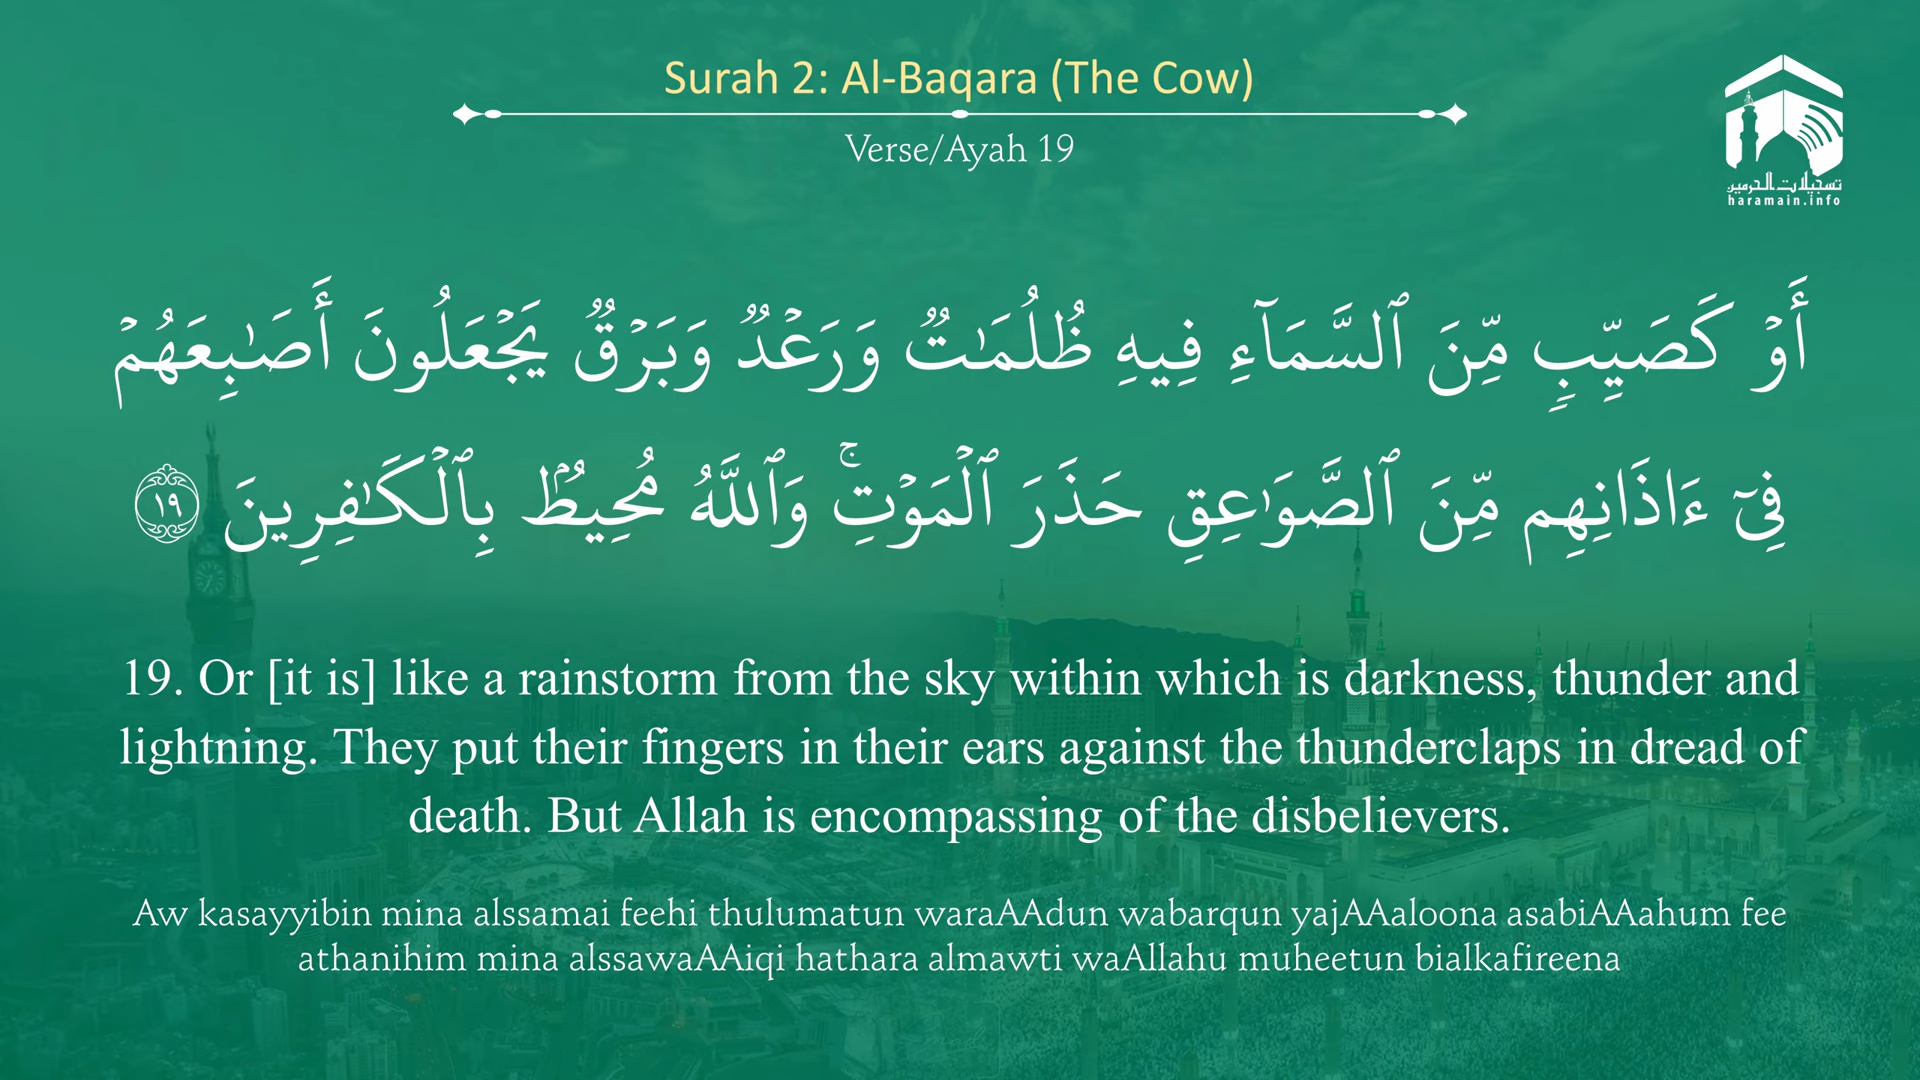 Surah 2: Al-Baqara (The Cow)
Verse/Ayah 19
تسجيلات الحرمين
haramain.info
أَوْ كَصَيِّبٍ مِّنَ ٱلسَّمَآءِ فِيهِ ظُلُمَـٰتٌ وَرَعْدٌ وَبَرْقٌ يَجْعَلُونَ أَصَـٰبِعَهُمْ
فِىٓ ءَاذَانِهِم مِّنَ ٱلصَّوَٰعِقِ حَذَرَ ٱلْمَوْتِ ۚ وَٱللَّهُ مُحِيطٌۢ بِٱلْكَـٰفِرِينَ ١٩
19. Or [it is] like a rainstorm from the sky within which is darkness, thunder and
lightning. They put their fingers in their ears against the thunderclaps in dread of
death. But Allah is encompassing of the disbelievers.
Aw kasayyibin mina alssamai feehi thulumatun waraAAdun wabarqun yajAAaloona asabiAAahum fee
athanihim mina alssawaAAiqi hathara almawti waAllahu muheetun bialkafireena